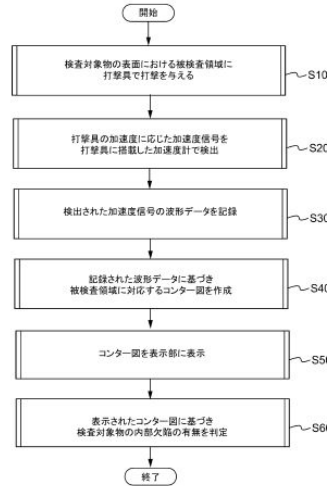 開始
検査対象物の表面における被検査領域に
打撃具で打撃を与える
S10
打撃具の加速度に応じた加速度信号を
打撃具に搭載した加速度計で検出
S20
検出された加速度信号の波形データを記録
S30
記録された波形データに基づき
被検査領域に対応するコンター図を作成
S40
コンター図を表示部に表示
S50
表示されたコンター図に基づき
検査対象物の内部欠陥の有無を判定
S60
終了